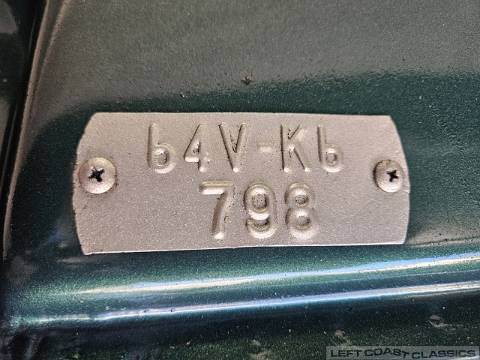 64V-K6
798
LEFT COAST CLASSICS